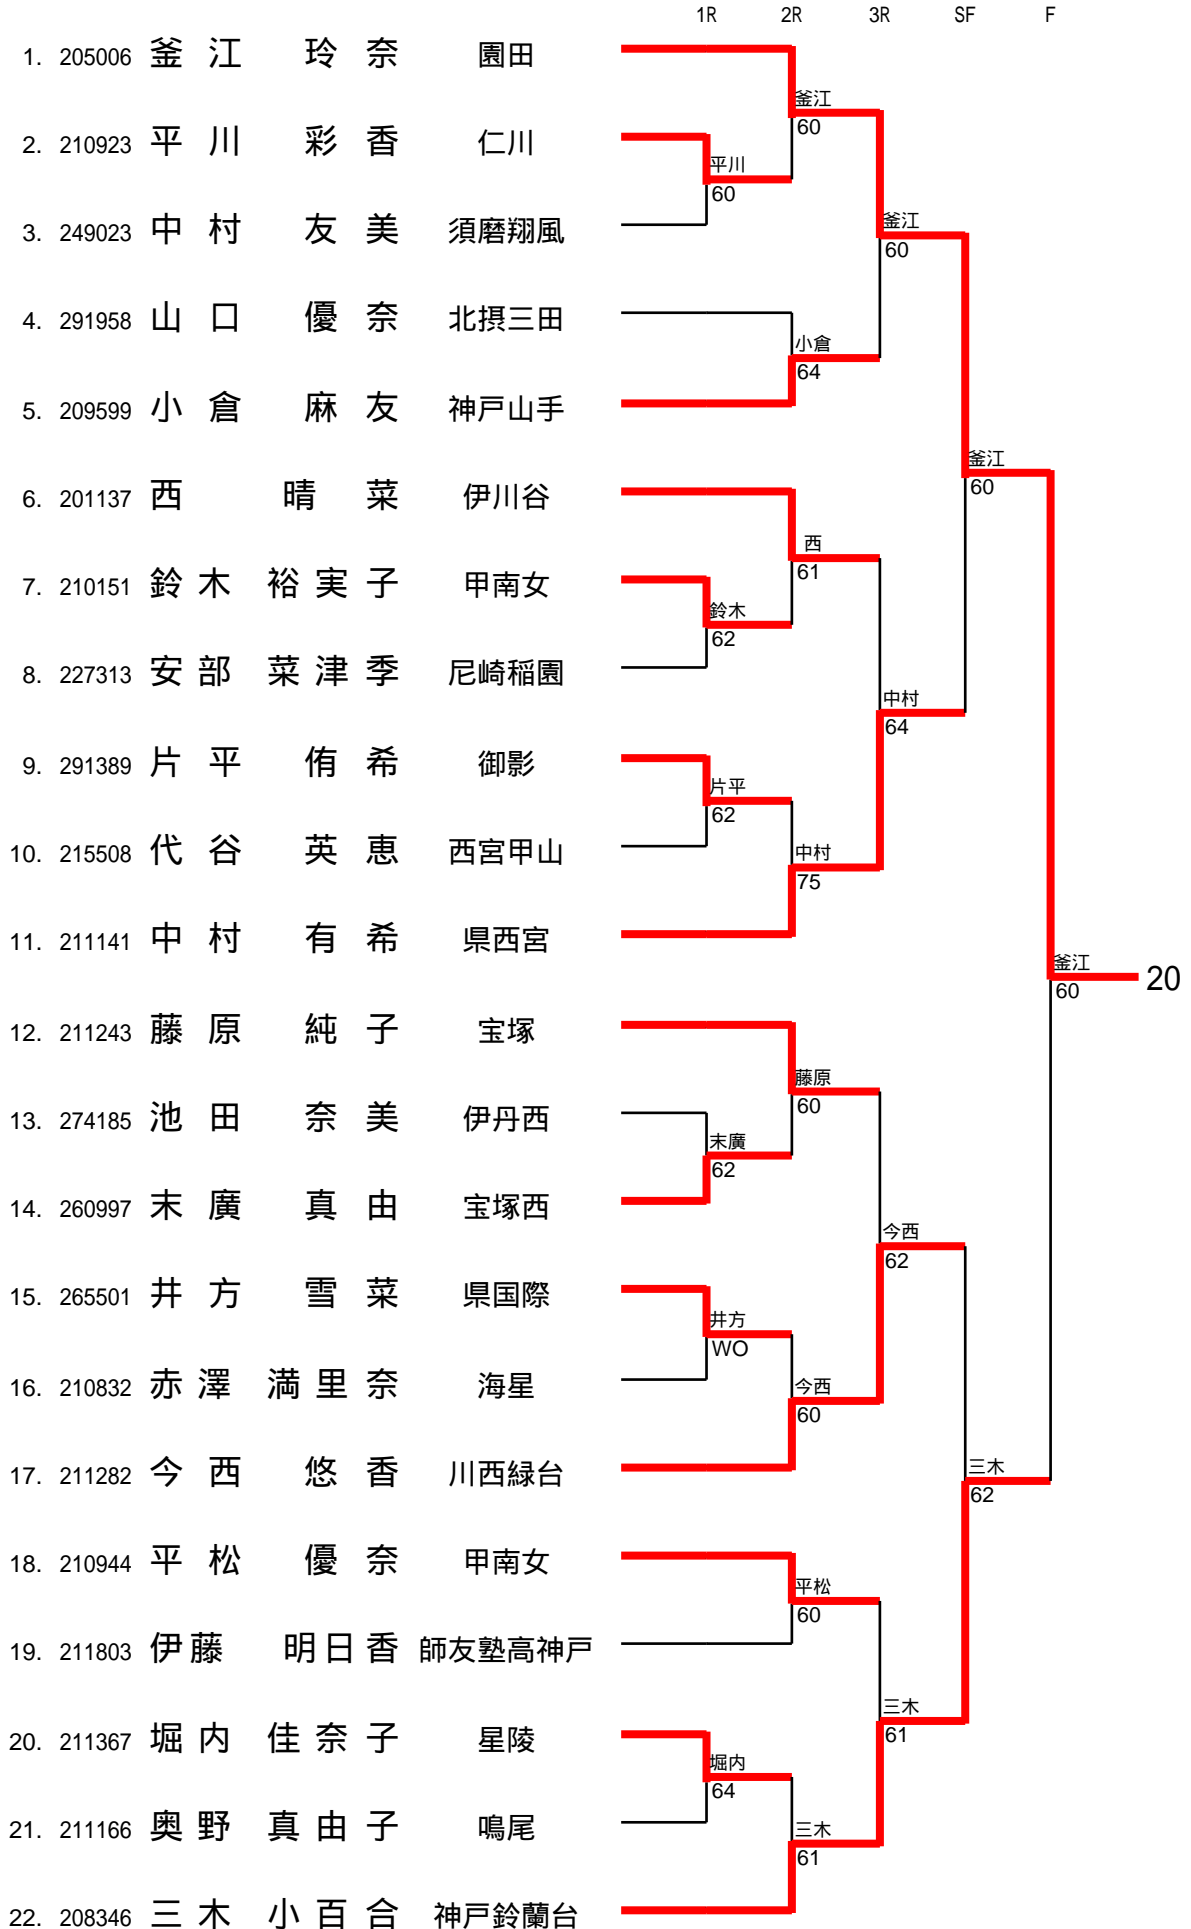 1R 2R 3R SF F
1. 205006 釜江 玲奈 園田
釜江
60
2. 210923 平川 彩香 仁川
平川
60
3. 249023 中村 友美 須磨翔風
釜江
60
4. 291958 山口 優奈 北摂三田
小倉
64
5. 209599 小倉 麻友 神戸山手
釜江
60
6. 201137 西 晴菜 伊川谷
西
61
7. 210151 鈴木 裕実子 甲南女
鈴木
62
8. 227313 安部 菜津季 尼崎稲園
中村
64
9. 291389 片平 侑希 御影
片平
62
10. 215508 代谷 英恵 西宮甲山
中村
75
11. 211141 中村 有希 県西宮
釜江
60
20
12. 211243 藤原 純子 宝塚
藤原
60
13. 274185 池田 奈美 伊丹西
末廣
62
14. 260997 末廣 真由 宝塚西
今西
62
15. 265501 井方 雪菜 県国際
井方
WO
16. 210832 赤澤 満里奈 海星
今西
60
17. 211282 今西 悠香 川西緑台
三木
62
18. 210944 平松 優奈 甲南女
平松
60
19. 211803 伊藤 明日香 師友塾高神戸
三木
61
20. 211367 堀内 佳奈子 星陵
堀内
64
21. 211166 奥野 真由子 鳴尾
三木
61
22. 208346 三木 小百合 神戸鈴蘭台